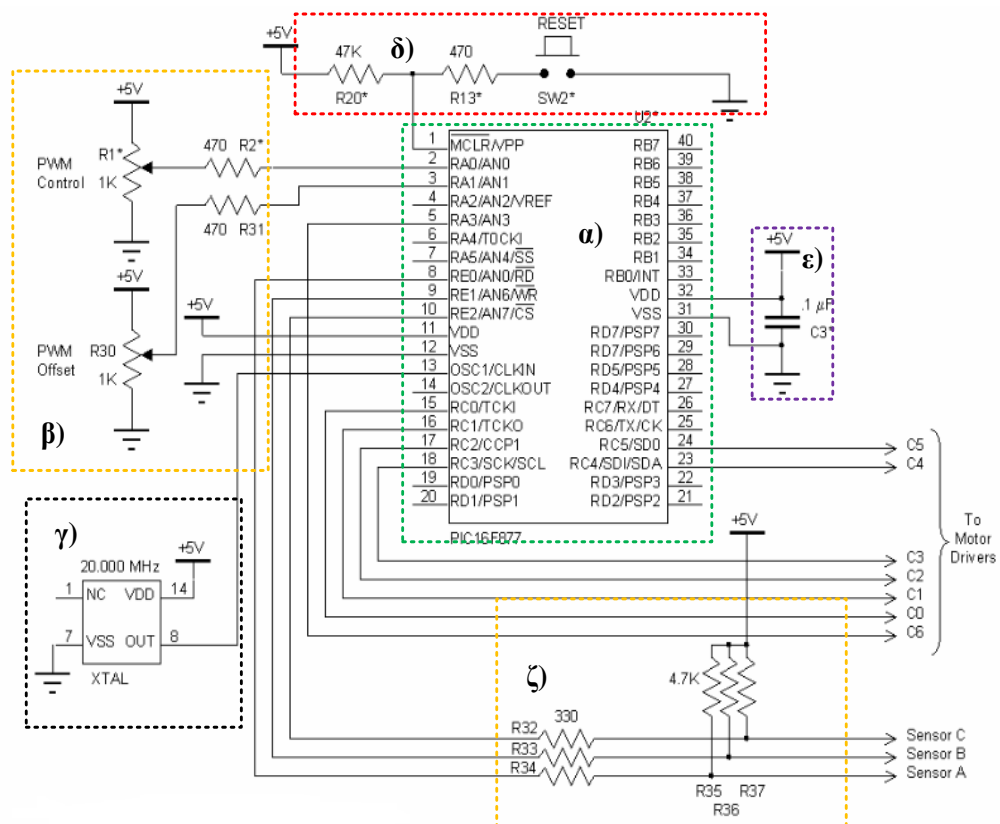 RESET
+5V
δ)
47K
470
R20*
R13*
SW2*
+5V
PWM
Control
R1*
1K
470 R2*
470 R31
+5V
PWM
Offset
R30
1K
+5V
β)
U2*
α)
1 MCLR/VPP
2 RA0/AN0
3 RA1/AN1
4 RA2/AN2/VREF
5 RA3/AN3
6 RA4/T0CKI
7 RA5/AN4/SS
8 RE0/AN0/RD
9 RE1/AN6/WR
10 RE2/AN7/CS
11 VDD
12 VSS
13 OSC1/CLKIN
14 OSC2/CLKOUT
15 RC0/TCKI
16 RC1/TCKO
17 RC2/CCP1
18 RC3/SCK/SCL
19 RD0/PSP0
20 RD1/PSP1
RB7 40
RB6 39
RB5 38
RB4 37
RB3 36
RB2 35
RB1 34
RB0/INT 33
VDD 32
VSS 31
RD7/PSP7 30
RD7/PSP6 29
RD5/PSP5 28
RD4/PSP4 27
RC7/RX/DT 26
RC6/TX/CK 25
RC5/SD0 24
RC4/SDI/SDA 23
RD3/PSP3 22
RD2/PSP2 21
PIC16F877
+5V
ε)
.1 µF
C3*
γ)
+5V
20.000 MHz
1 NC VDD 14
7 VSS OUT 8
XTAL
C5
C4
C3
C2
C1
C0
C6
To
Motor
Drivers
+5V
ζ)
4.7K
330
R32
R33
R34
R35
R36
R37
Sensor C
Sensor B
Sensor A